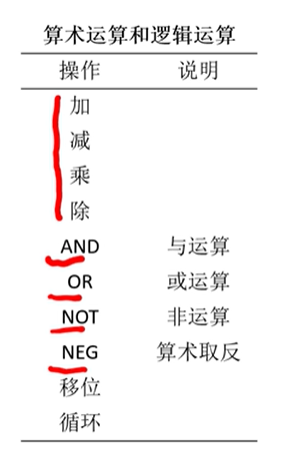 算术运算和逻辑运算
操作 说明
加
减
乘
除
AND 与运算
OR 或运算
NOT 非运算
NEG 算术取反
移位
循环